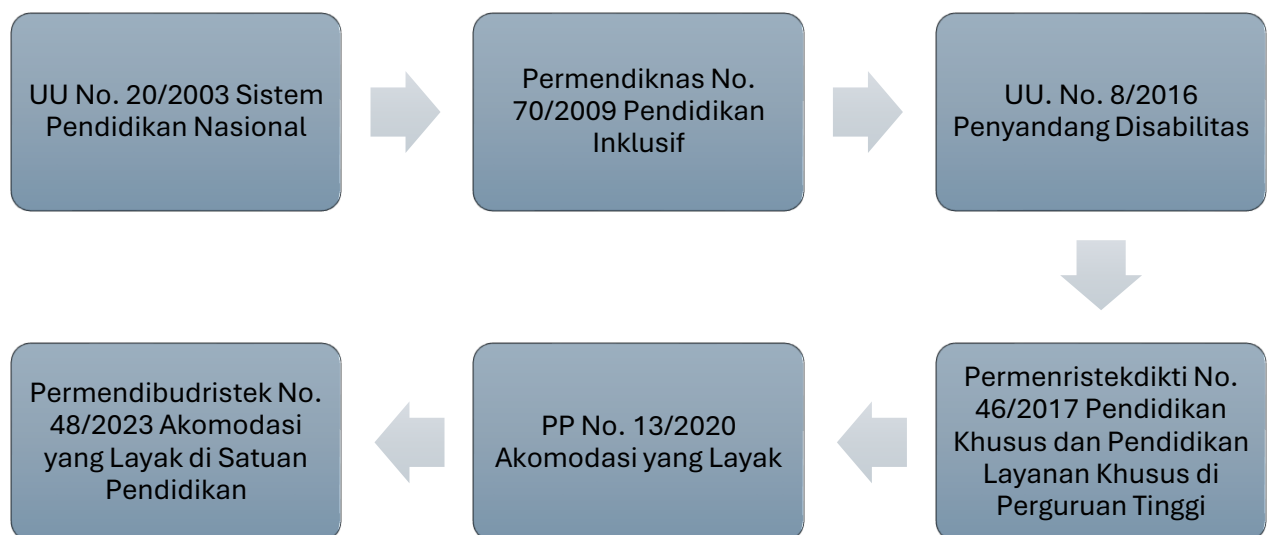 UU No. 20/2003 Sistem
Pendidikan Nasional
Permendiknas No.
70/2009 Pendidikan
Inklusif
UU. No. 8/2016
Penyandang Disabilitas
Permenristekdikti No.
46/2017 Pendidikan
Khusus dan Pendidikan
Layanan Khusus di
Perguruan Tinggi
PP No. 13/2020
Akomodasi yang Layak
Permendibudristek No.
48/2023 Akomodasi
yang Layak di Satuan
Pendidikan